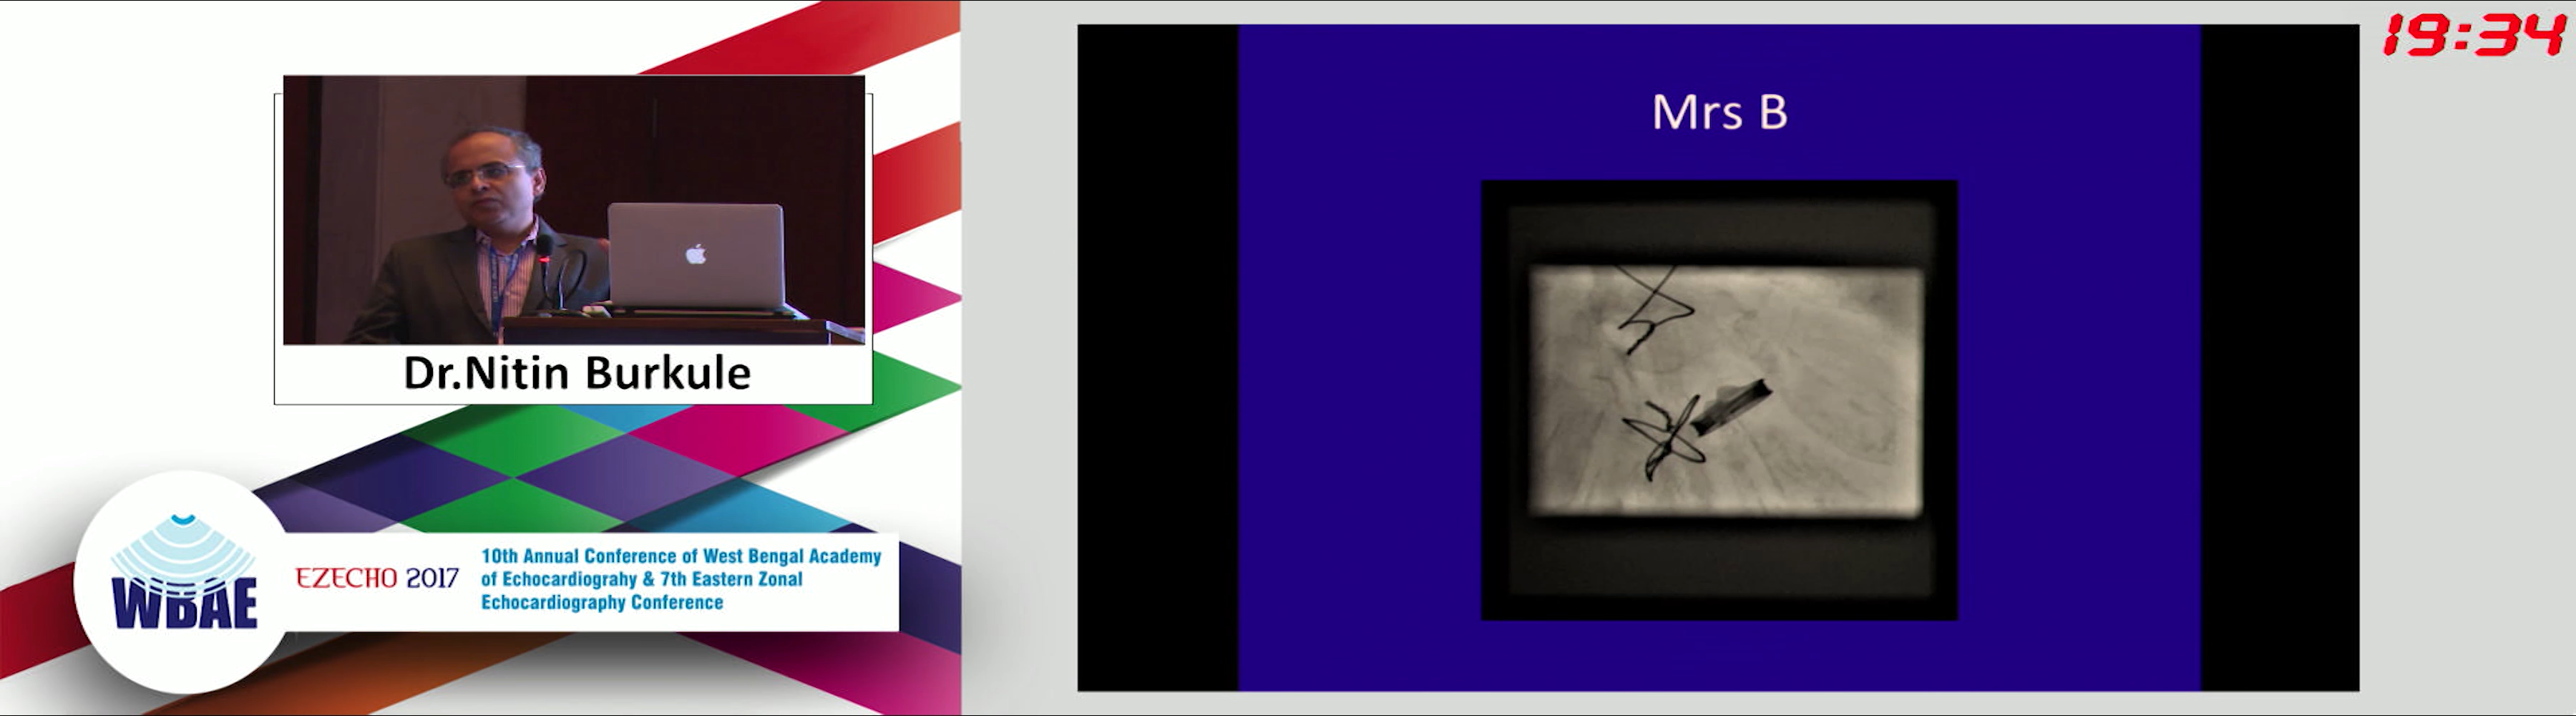 19:34
Mrs B
Dr.Nitin Burkule
WBAE
EZECHO 2017
10th Annual Conference of West Bengal Academy
of Echocardiograhy & 7th Eastern Zonal
Echocardiography Conference